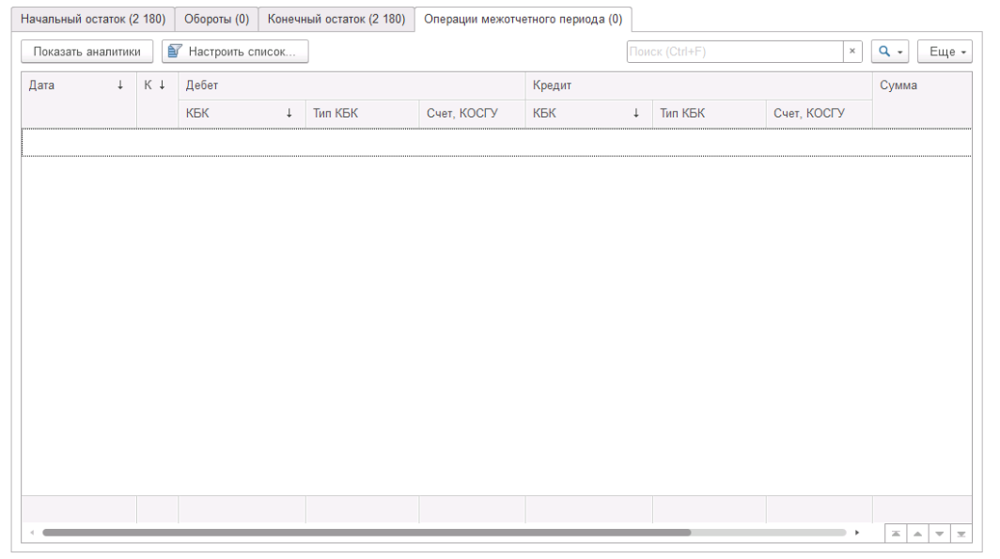 Начальный остаток (2 180) Обороты (0) Конечный остаток (2 180) Операции межотчетного периода (0)
Показать аналитики Настроить список... Поиск (Ctrl+F) × Еще
Дата ↓ К ↓ Дебет Кредит Сумма
КБК ↓ Тип КБК Счет, КОСГУ КБК ↓ Тип КБК Счет, КОСГУ